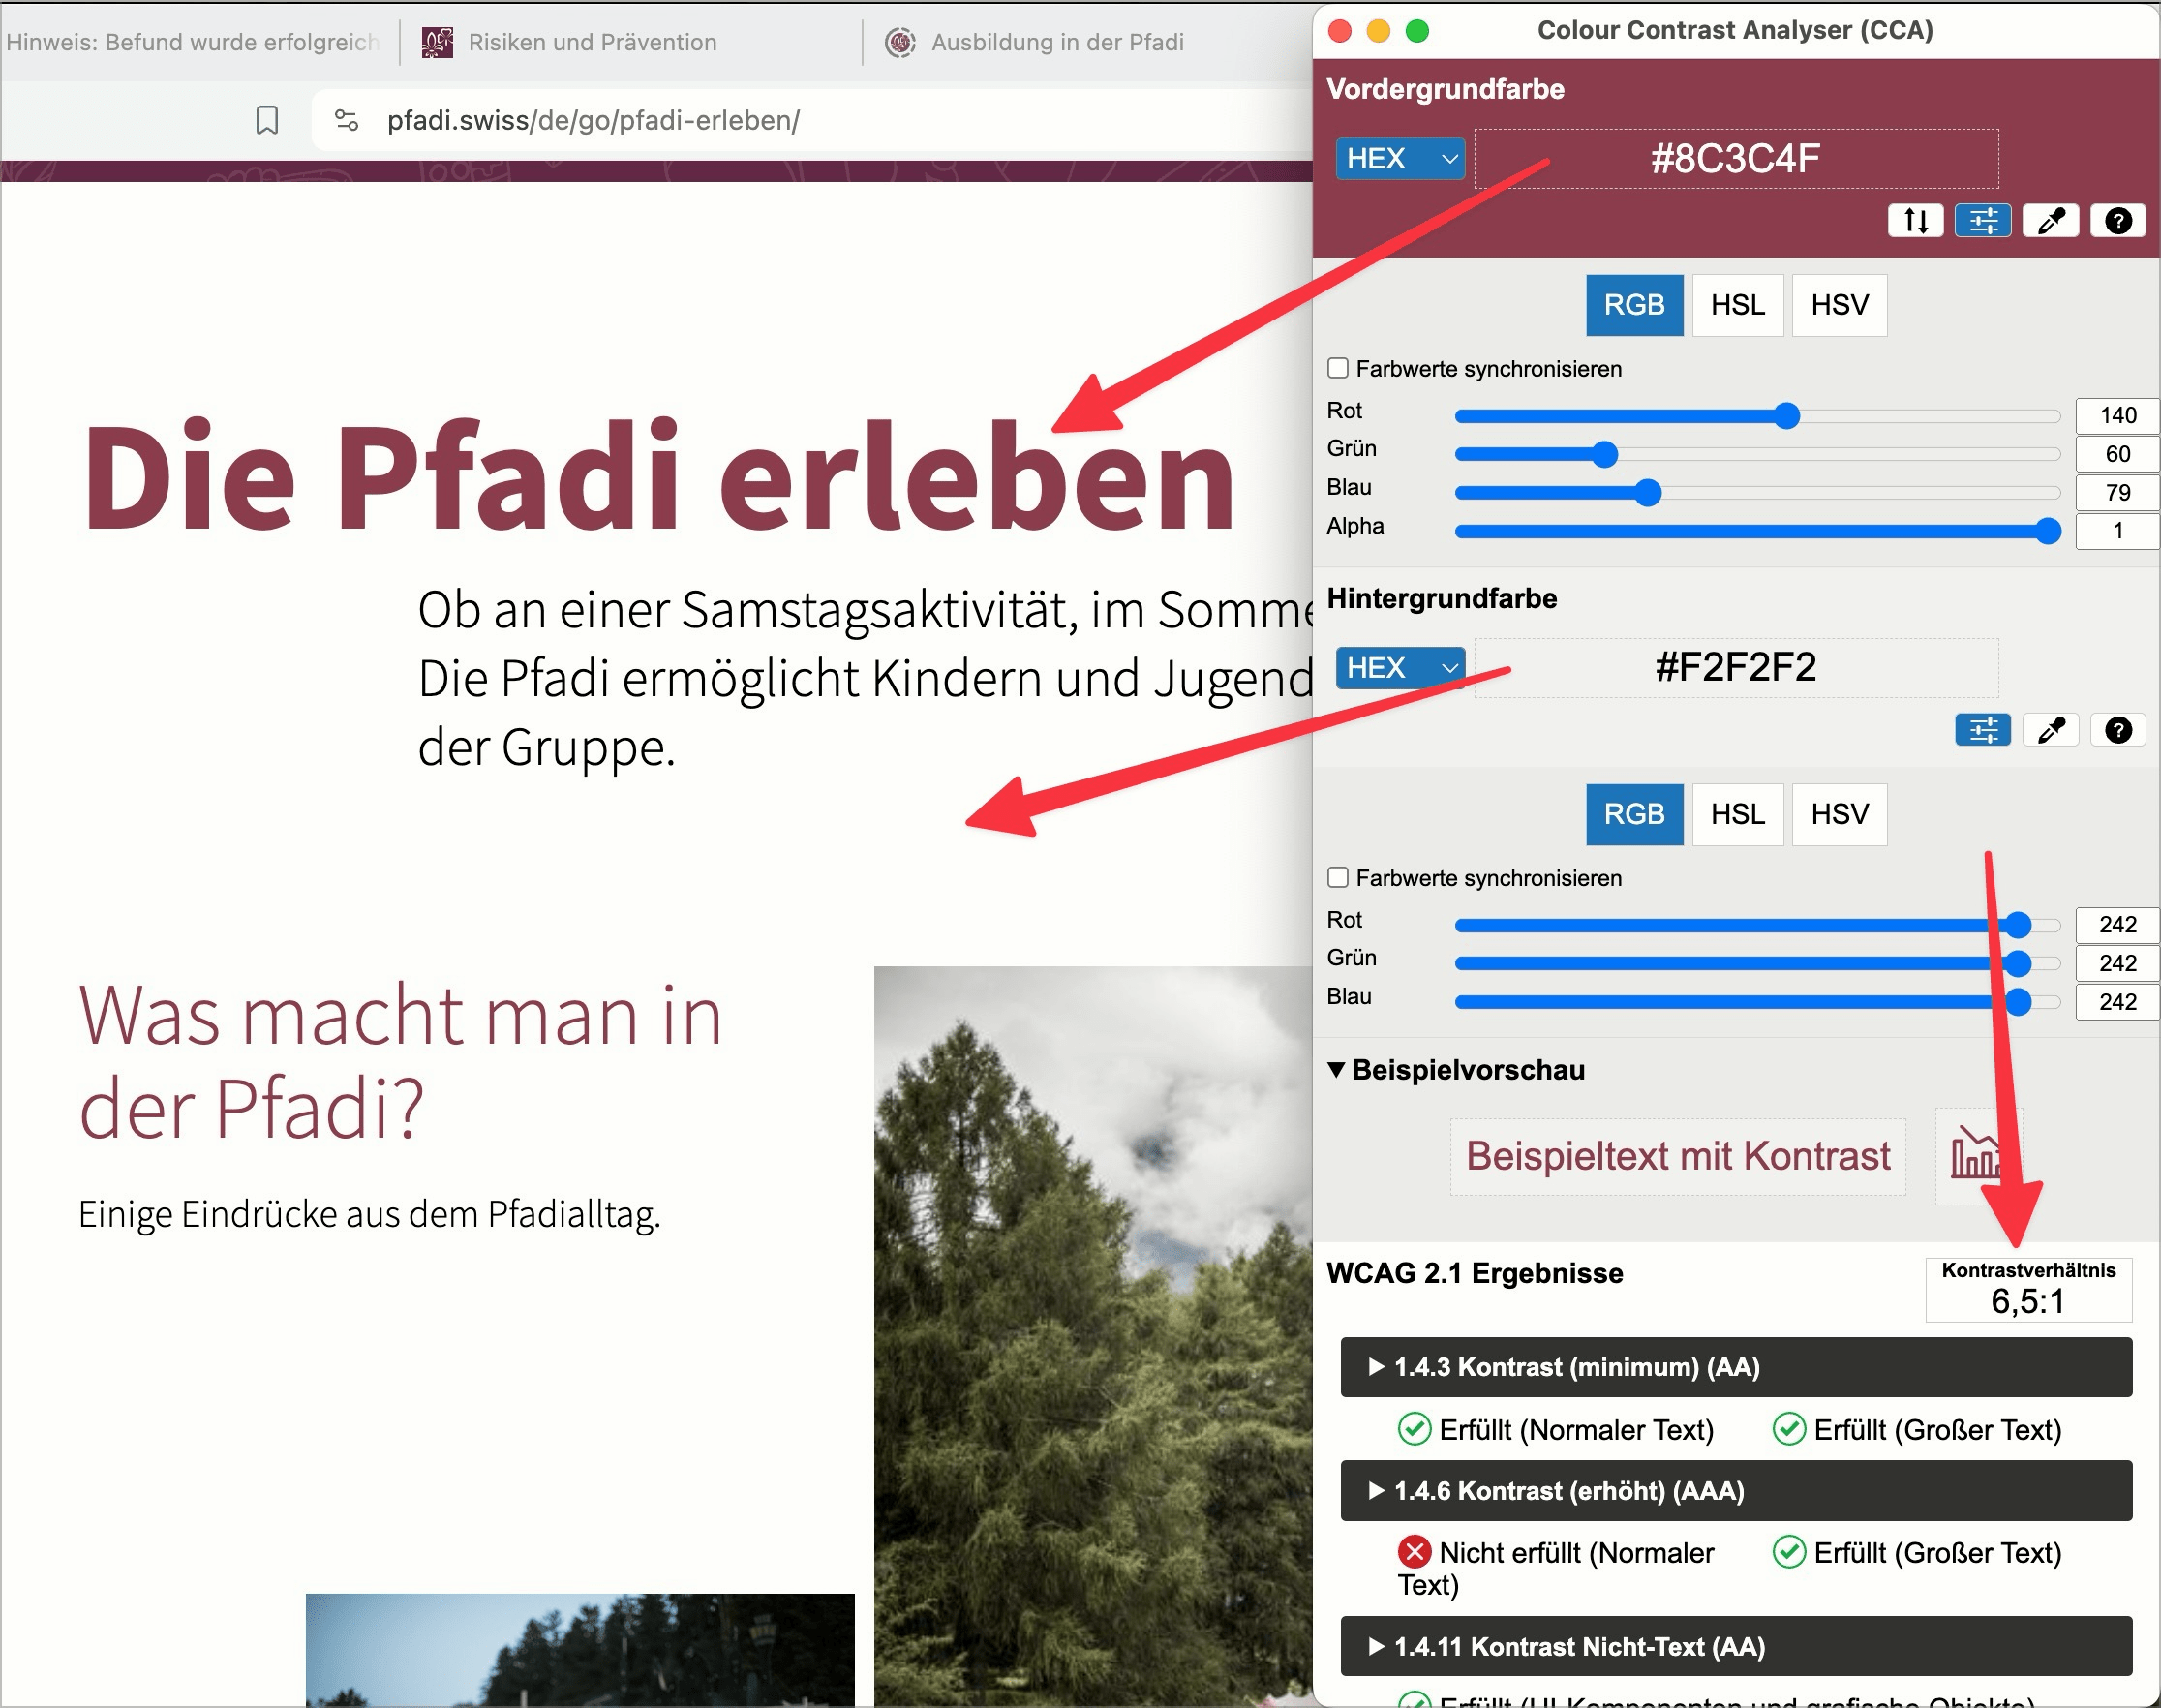 Hinweis: Befund wurde erfolgreich
Risiken und Prävention
Ausbildung in der Pfadi
pfadi.swiss/de/go/pfadi-erleben/
Die Pfadi erleben
Ob an einer Samstagsaktivität, im Somme
Die Pfadi ermöglicht Kindern und Jugend
der Gruppe.
Was macht man in
der Pfadi?
Einige Eindrücke aus dem Pfadialltag.
Colour Contrast Analyser (CCA)
Vordergrundfarbe
HEX #8C3C4F
RGB HSL HSV
Farbwerte synchronisieren
Rot 140
Grün 60
Blau 79
Alpha 1
Hintergrundfarbe
HEX #F2F2F2
RGB HSL HSV
Farbwerte synchronisieren
Rot 242
Grün 242
Blau 242
Beispielvorschau
Beispieltext mit Kontrast
WCAG 2.1 Ergebnisse
Kontrastverhältnis
6,5:1
1.4.3 Kontrast (minimum) (AA)
Erfüllt (Normaler Text) Erfüllt (Großer Text)
1.4.6 Kontrast (erhöht) (AAA)
Nicht erfüllt (Normaler
Text)
Erfüllt (Großer Text)
1.4.11 Kontrast Nicht-Text (AA)
Erfüllt (UI-Komponenten und grafische Objekte)